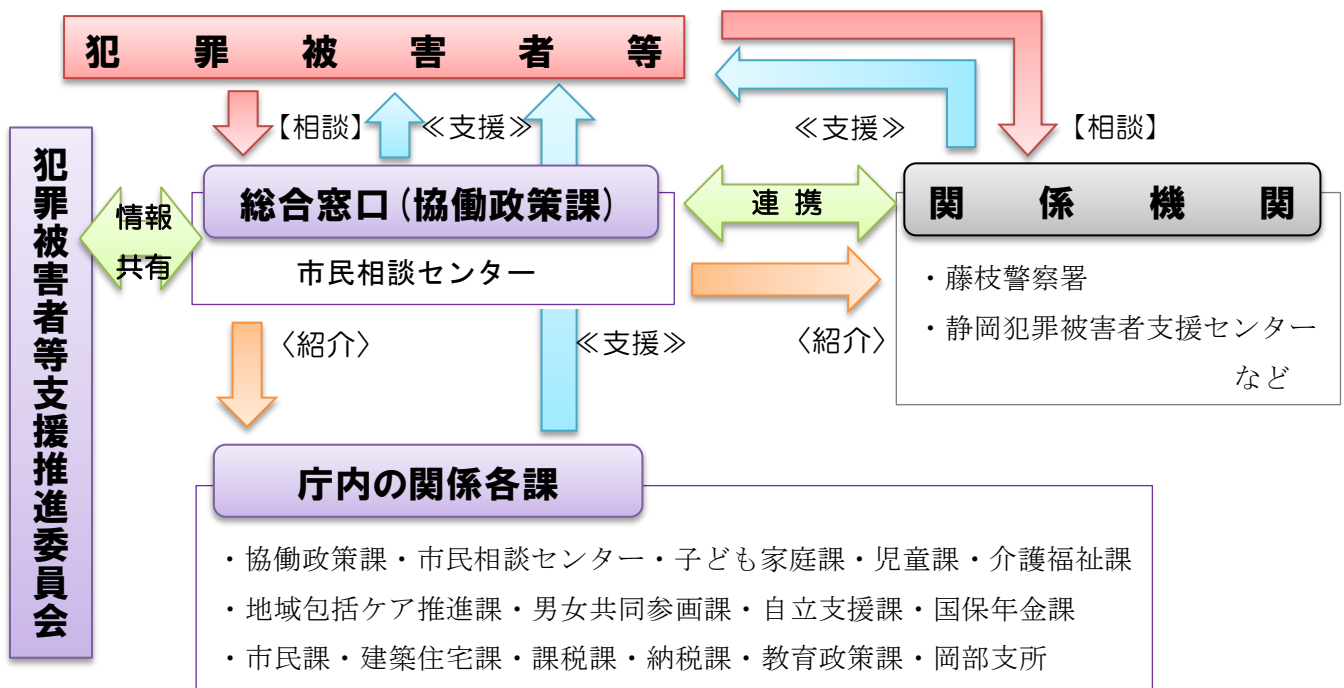 犯罪被害者等
【相談】
≪支援≫
≪支援≫
【相談】
犯罪被害者等支援推進委員会
情報
共有
総合窓口(協働政策課)
市民相談センター
連携
関係機関
・藤枝警察署
・静岡犯罪被害者支援センター
など
〈紹介〉
≪支援≫
〈紹介〉
庁内の関係各課
・協働政策課・市民相談センター・子ども家庭課・児童課・介護福祉課
・地域包括ケア推進課・男女共同参画課・自立支援課・国保年金課
・市民課・建築住宅課・課税課・納税課・教育政策課・岡部支所